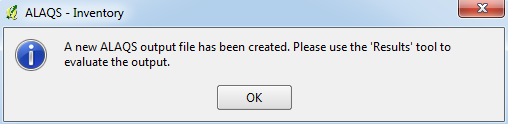 ALAQS - Inventory
A new ALAQS output file has been created. Please use the 'Results' tool to
evaluate the output.
OK